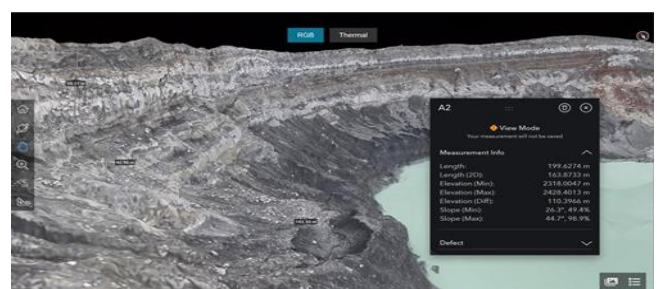 RGB Thermal
A2
View Mode
Your measurement will not be saved
Measurement Info
Length: 199.6274 m
Length (2D): 163.8733 m
Elevation (Min): 2318.0047 m
Elevation (Max): 2428.4013 m
Elevation (Diff): 110.3966 m
Slope (Min): 26.3°, 49.4%
Slope (Max): 44.7°, 98.9%
Defect